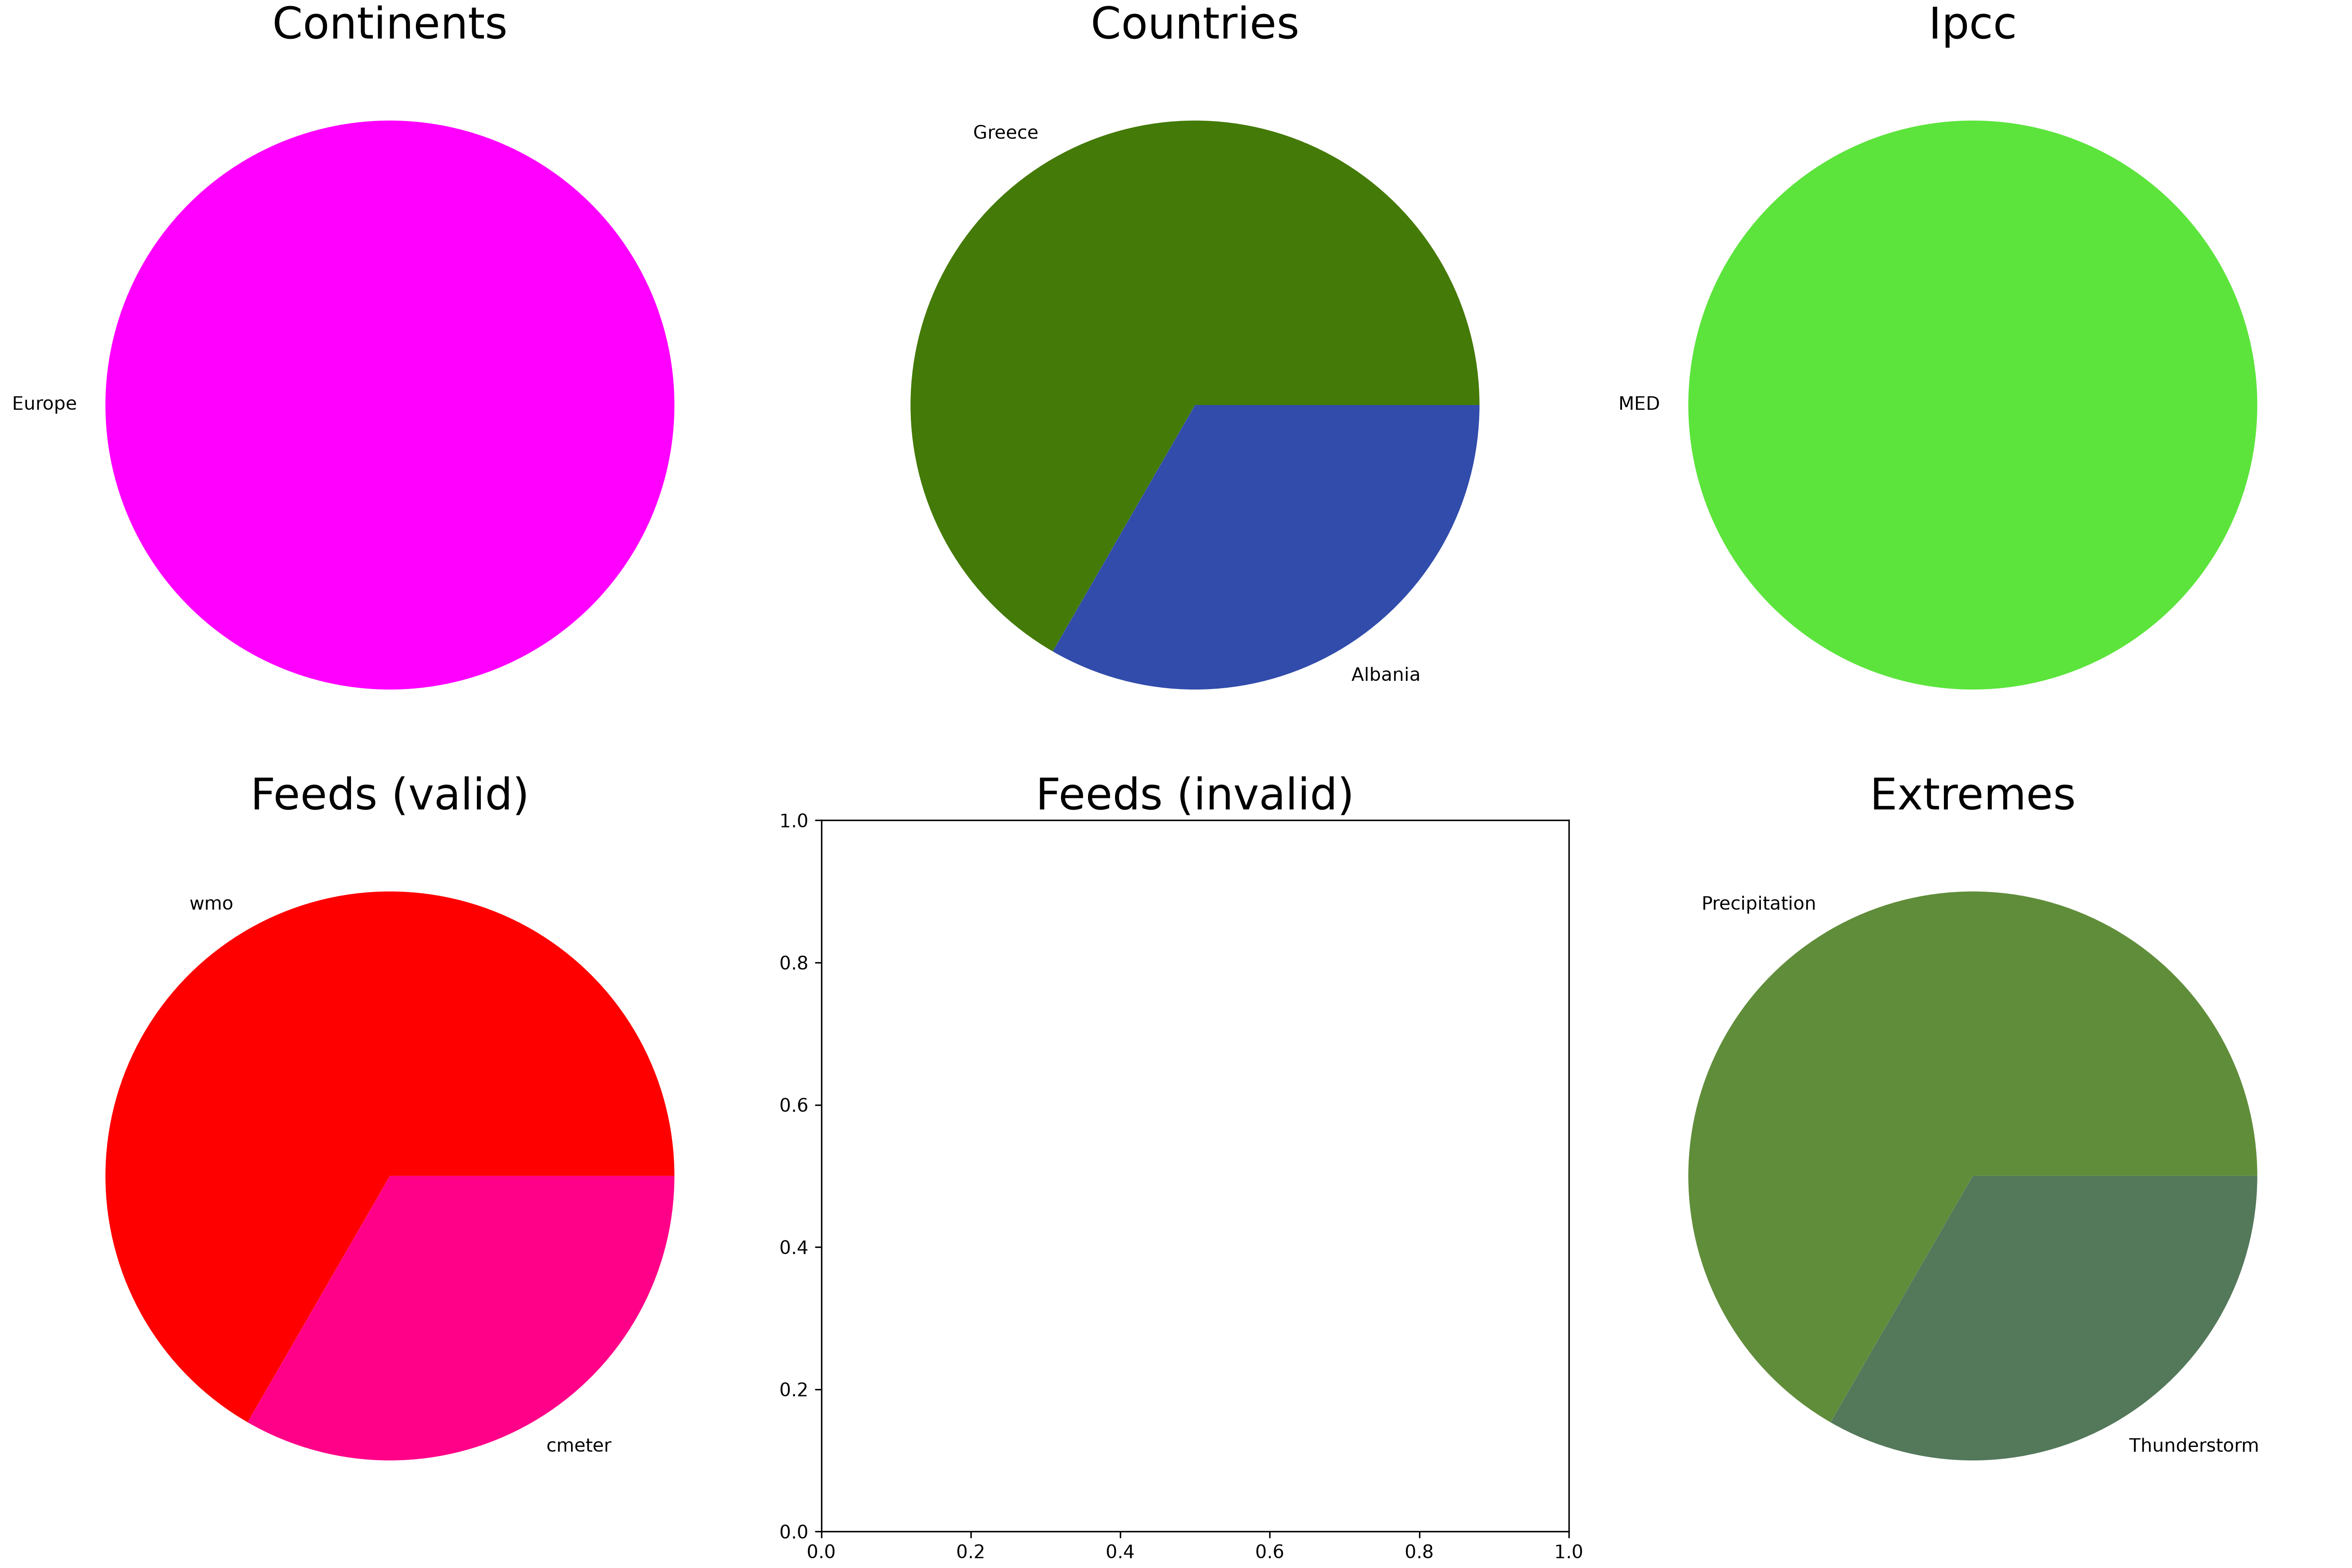 Continents
Countries
Ipcc
Greece
Europe
MED
Albania
Feeds (valid)
Feeds (invalid)
Extremes
1.0
wmo
Precipitation
0.8
0.6
0.4
0.2
cmeter
Thunderstorm
0.0
0.0 0.2 0.4 0.6 0.8 1.0